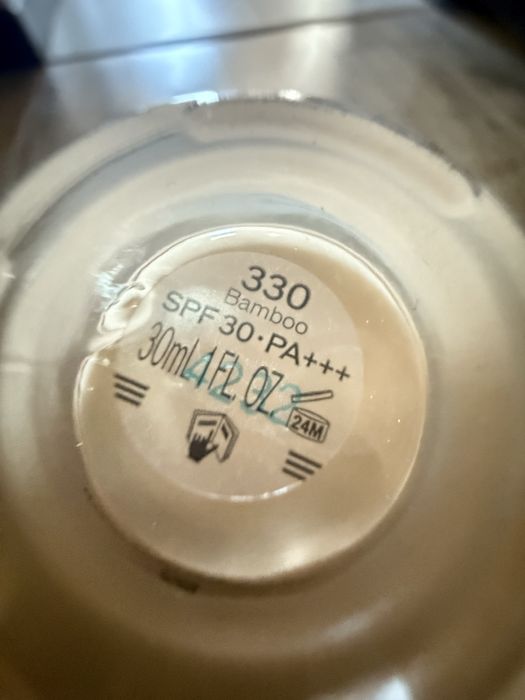 330
Bamboo
SPF 30·PA+++
30ml 1 FL. OZ.
24M